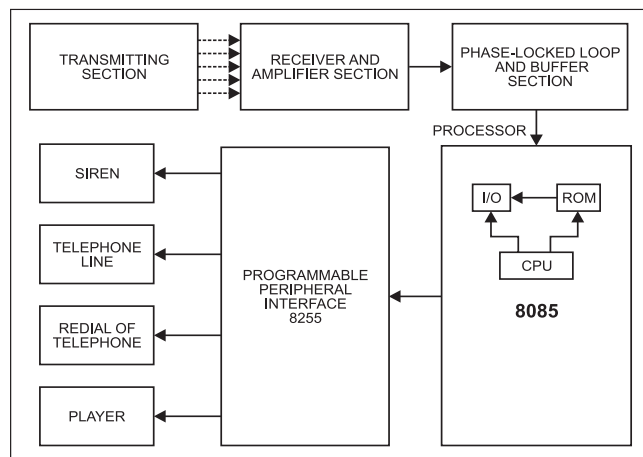 TRANSMITTING
SECTION
RECEIVER AND
AMPLIFIER SECTION
PHASE-LOCKED LOOP
AND BUFFER
SECTION
PROCESSOR
SIREN
TELEPHONE
LINE
REDIAL OF
TELEPHONE
PLAYER
PROGRAMMABLE
PERIPHERAL
INTERFACE
8255
I/O
ROM
CPU
8085